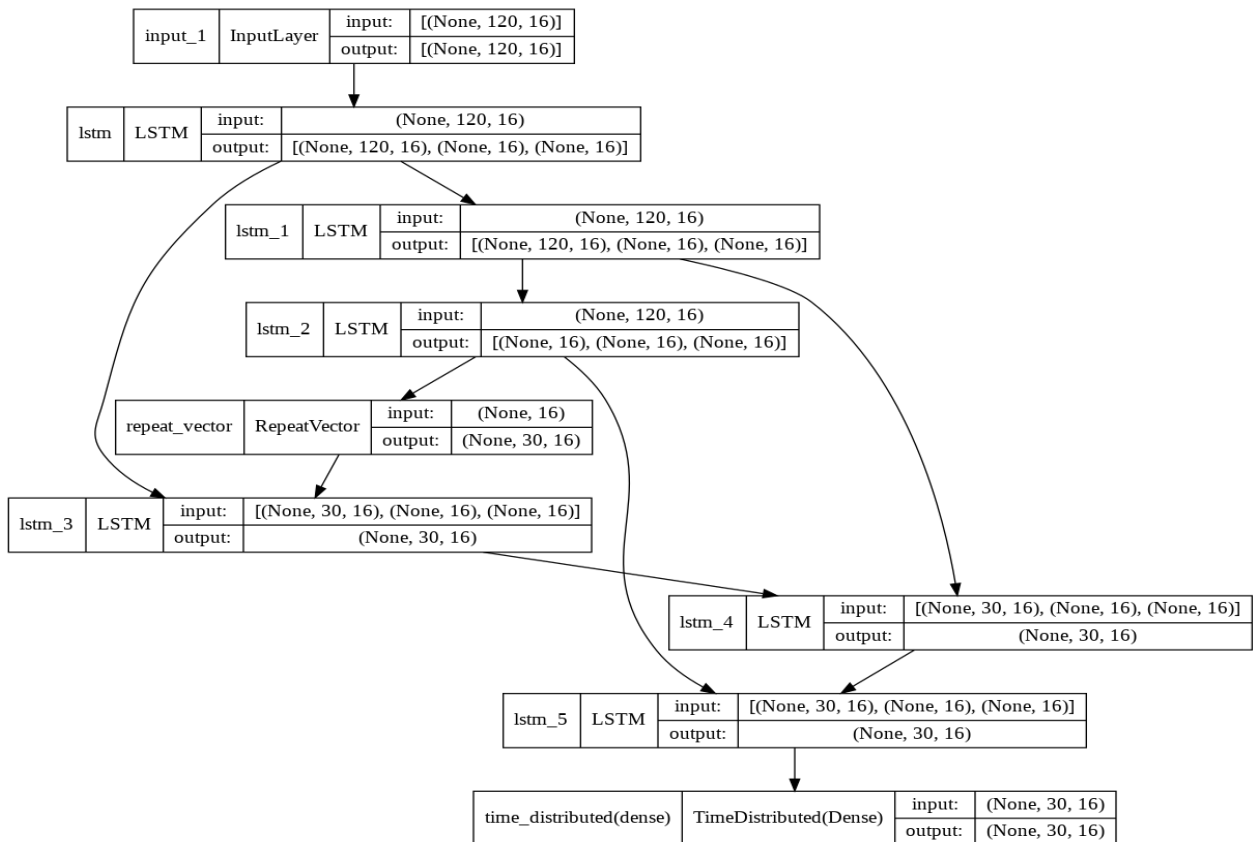 input_1 InputLayer input: [(None, 120, 16)]
output: [(None, 120, 16)]
lstm LSTM input: (None, 120, 16)
output: [(None, 120, 16), (None, 16), (None, 16)]
lstm_1 LSTM input: (None, 120, 16)
output: [(None, 120, 16), (None, 16), (None, 16)]
lstm_2 LSTM input: (None, 120, 16)
output: [(None, 16), (None, 16), (None, 16)]
repeat_vector RepeatVector input: (None, 16)
output: (None, 30, 16)
lstm_3 LSTM input: [(None, 30, 16), (None, 16), (None, 16)]
output: (None, 30, 16)
lstm_4 LSTM input: [(None, 30, 16), (None, 16), (None, 16)]
output: (None, 30, 16)
lstm_5 LSTM input: [(None, 30, 16), (None, 16), (None, 16)]
output: (None, 30, 16)
time_distributed(dense) TimeDistributed(Dense) input: (None, 30, 16)
output: (None, 30, 16)